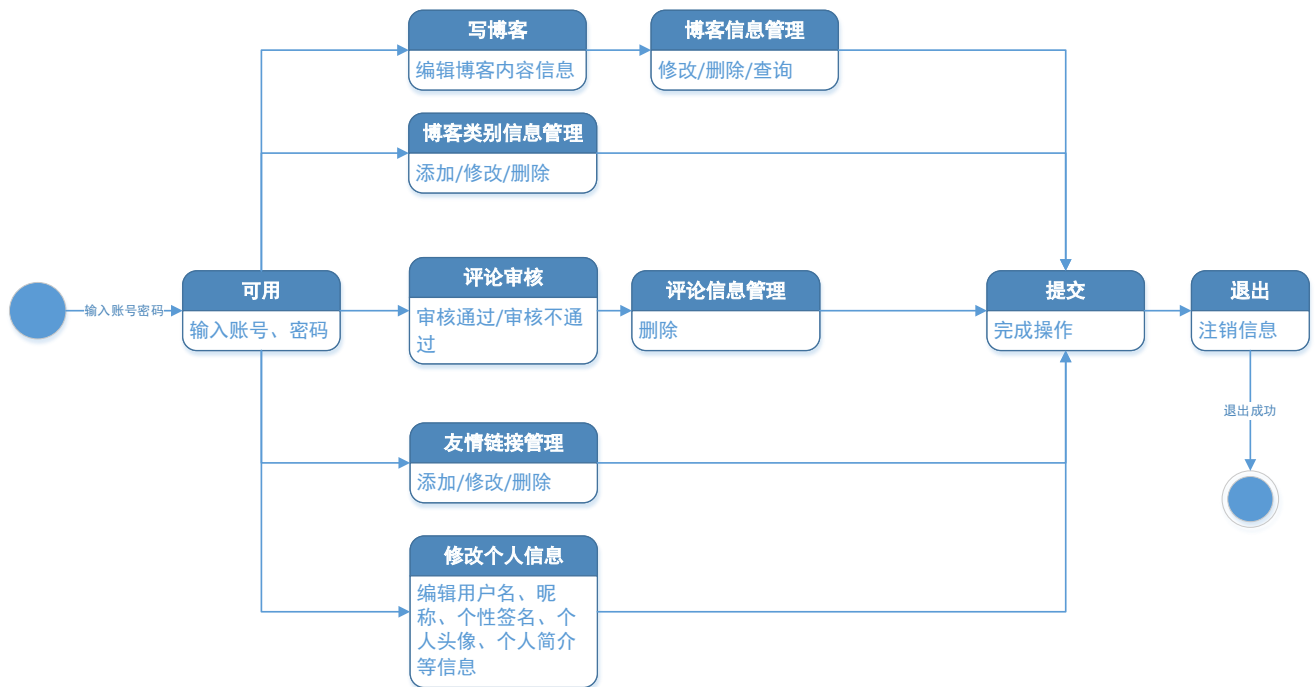 写博客
编辑博客内容信息
博客信息管理
修改/删除/查询
博客类别信息管理
添加/修改/删除
输入账号密码
可用
输入账号、密码
评论审核
审核通过/审核不通
过
评论信息管理
删除
提交
完成操作
退出
注销信息
退出成功
友情链接管理
添加/修改/删除
修改个人信息
编辑用户名、昵
称、个性签名、个
人头像、个人简介
等信息